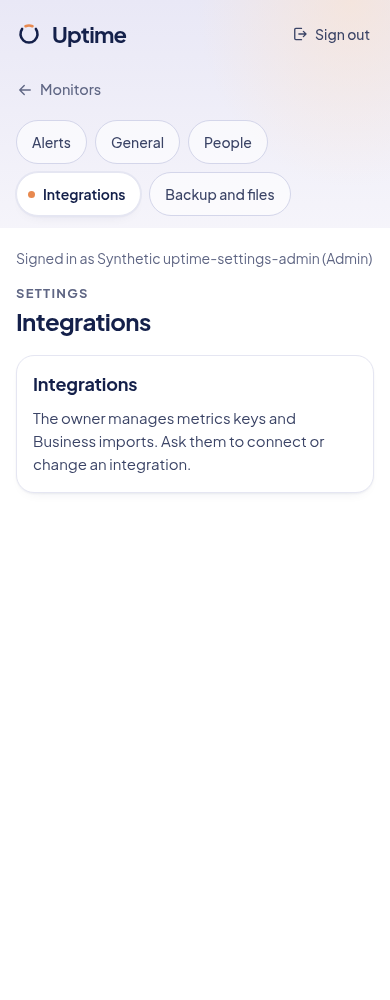 Uptime
Sign out
Monitors
Alerts
General
People
Integrations
Backup and files
Signed in as Synthetic uptime-settings-admin (Admin)
SETTINGS
Integrations
Integrations
The owner manages metrics keys and
Business imports. Ask them to connect or
change an integration.